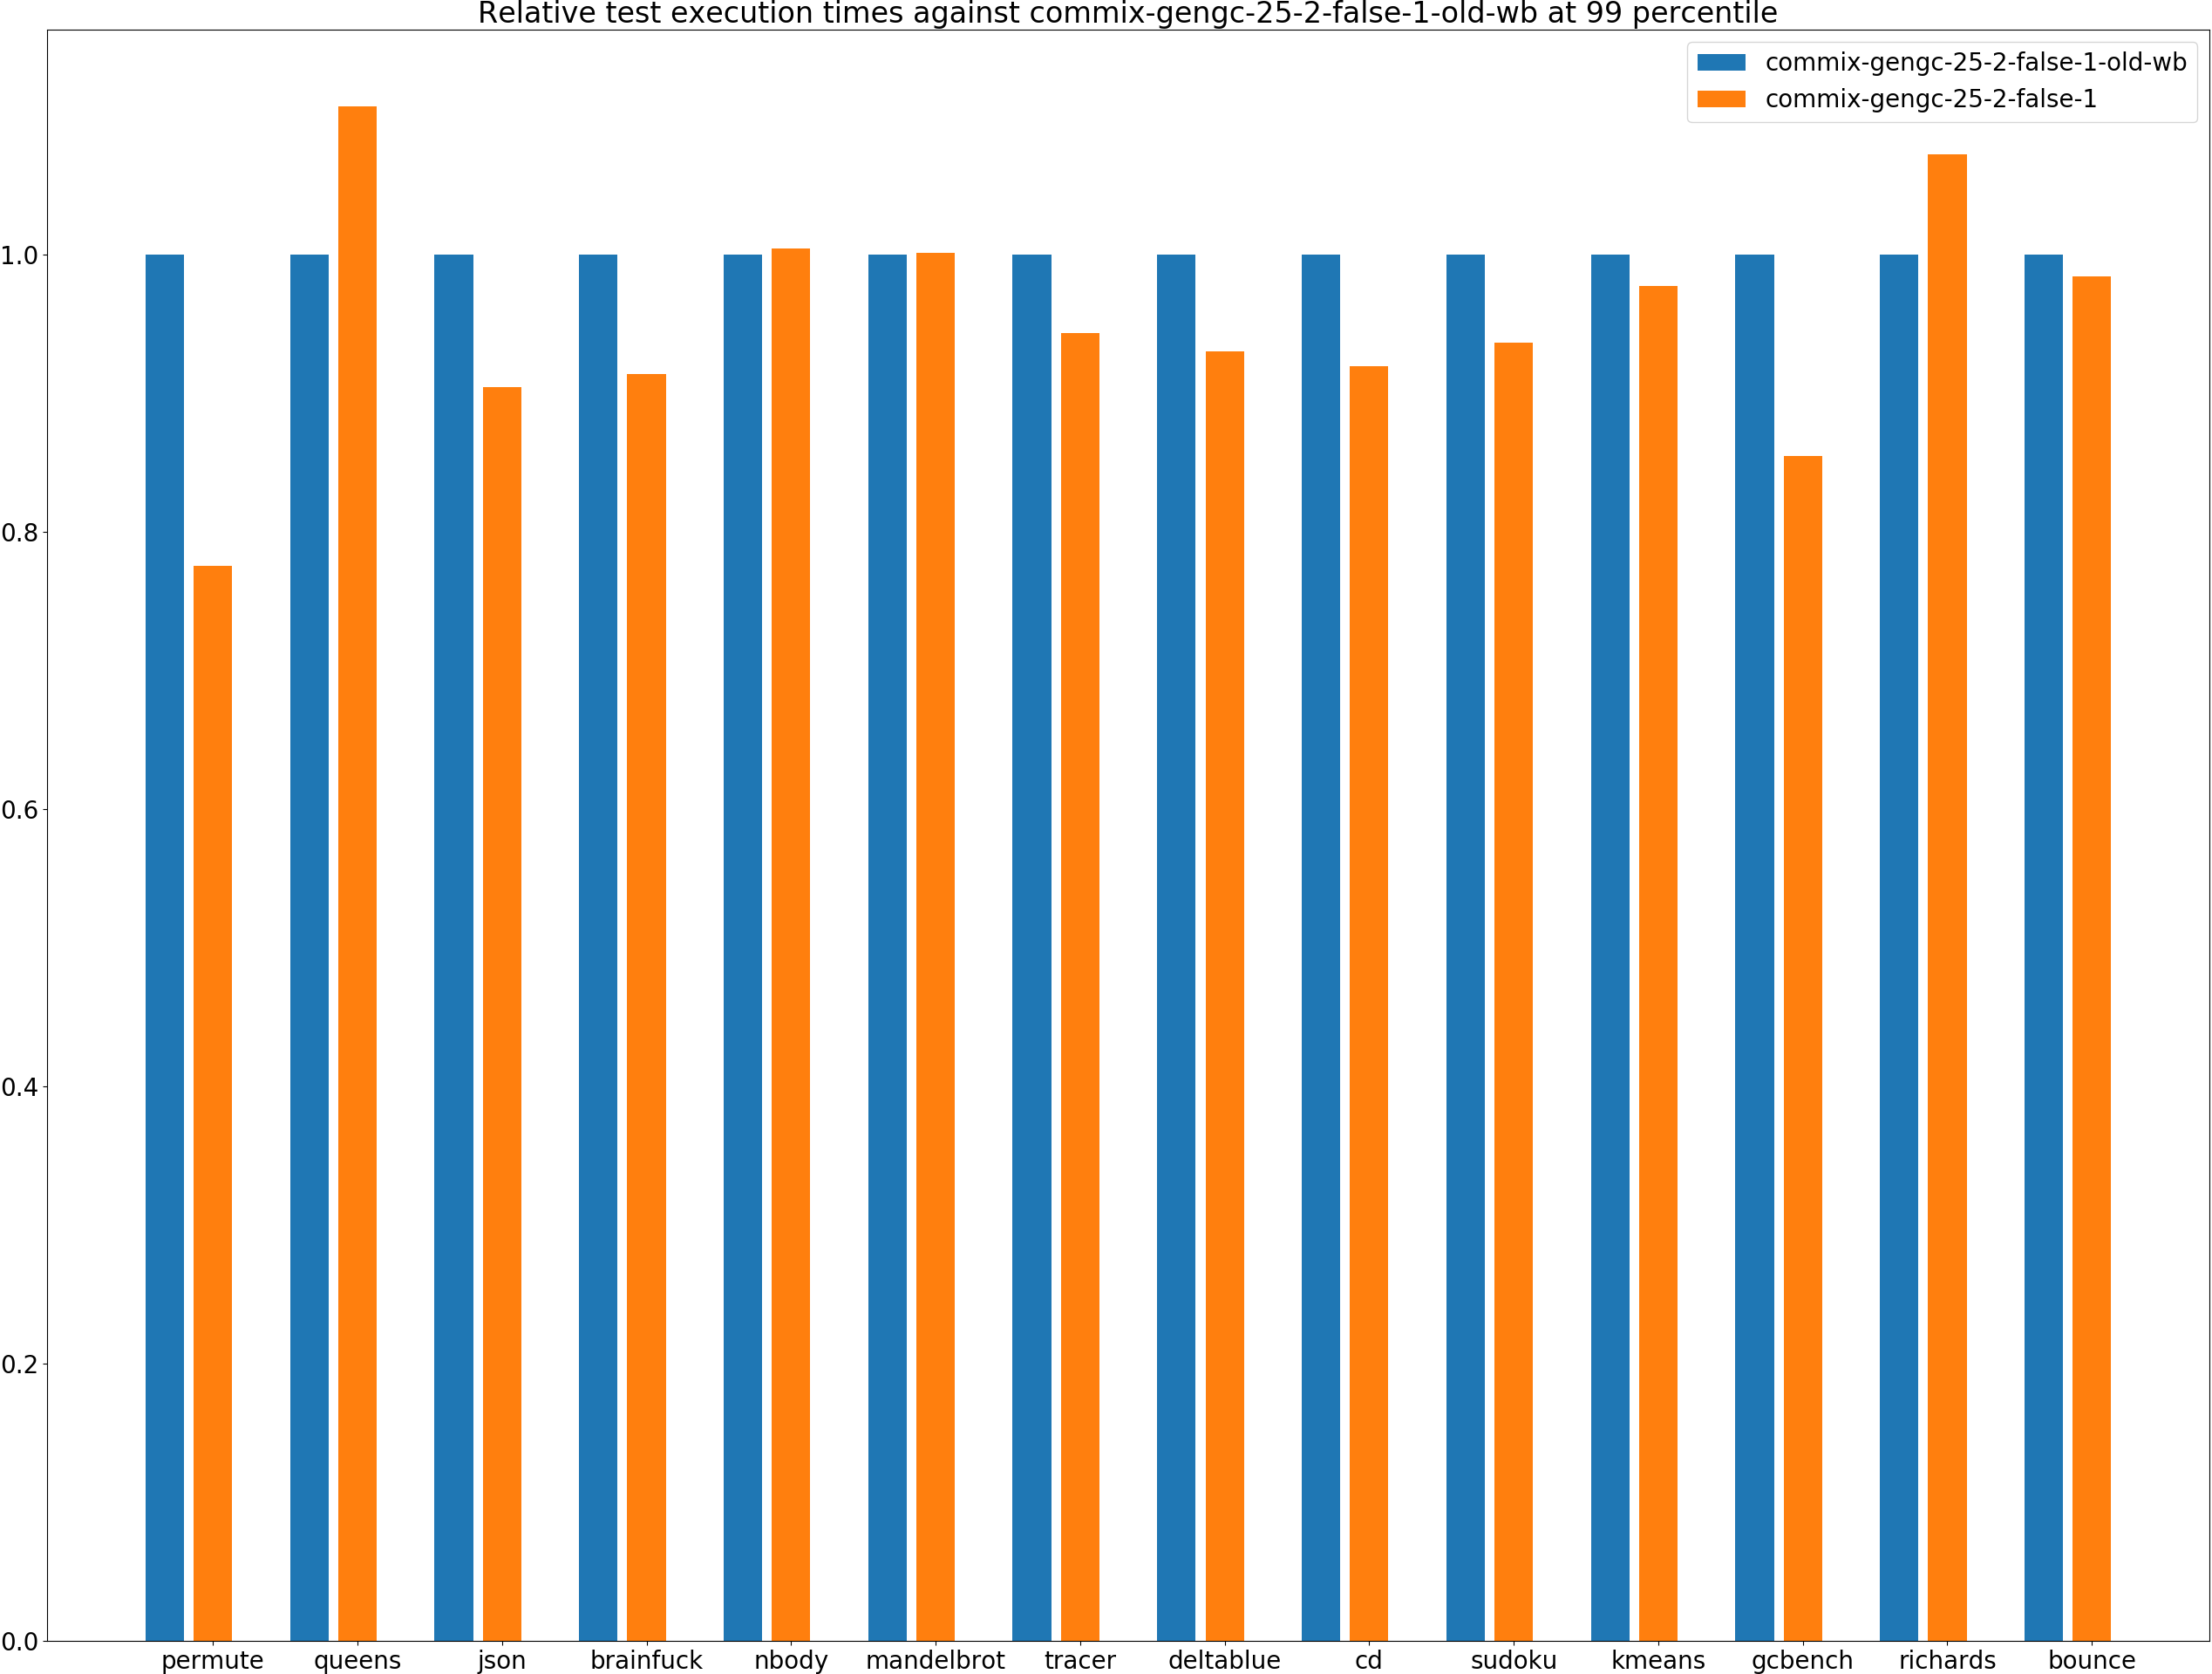 Relative test execution times against commix-gengc-25-2-false-1-old-wb at 99 percentile
commix-gengc-25-2-false-1-old-wb
commix-gengc-25-2-false-1
1.0
0.8
0.6
0.4
0.2
0.0
permute queens json brainfuck nbody mandelbrot tracer deltablue cd sudoku kmeans gcbench richards bounce